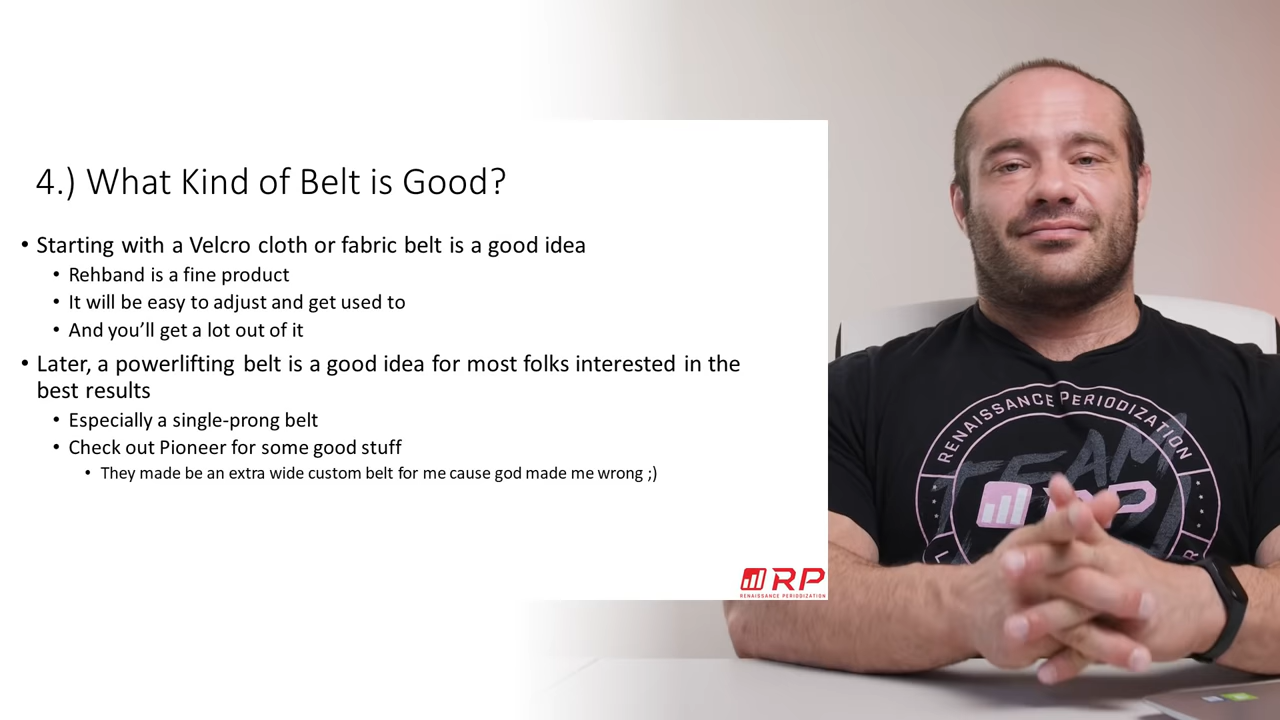 4.) What Kind of Belt is Good?
• Starting with a Velcro cloth or fabric belt is a good idea
• Rehband is a fine product
• It will be easy to adjust and get used to
• And you’ll get a lot out of it
• Later, a powerlifting belt is a good idea for most folks interested in the
best results
• Especially a single-prong belt
• Check out Pioneer for some good stuff
• They made be an extra wide custom belt for me cause god made me wrong ;)
RP
RENAISSANCE PERIODIZATION
RENAISSANCE PERIODIZATION
TEAM
RP